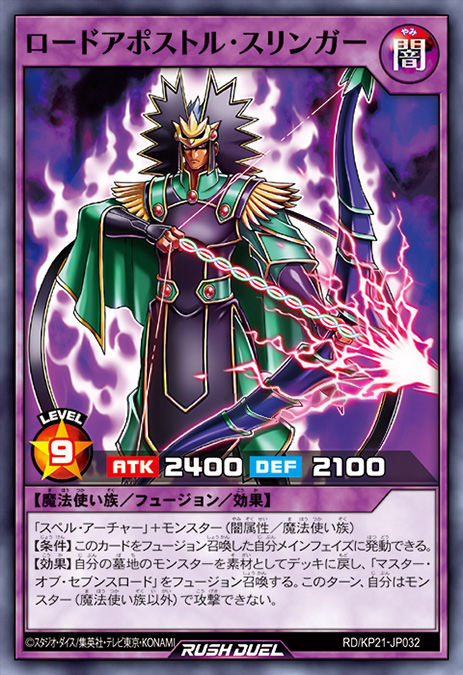 ロードアポストル・スリンガー
やみ
闇
LEVEL
9
ATK 2400 DEF 2100
【魔法使い族／フュージョン／効果】
「スペル・アーチャー」＋モンスター（闇属性／魔法使い族）
【条件】このカードをフュージョン召喚した自分メインフェイズに発動できる。
【効果】自分の墓地のモンスターを素材としてデッキに戻し、「マスター・
オブ・セブンスロード」をフュージョン召喚する。このターン、自分はモン
スター（魔法使い族以外）で攻撃できない。
©スタジオ・ダイス/集英社・テレビ東京・KONAMI
RUSH DUEL
RD/KP21-JP032